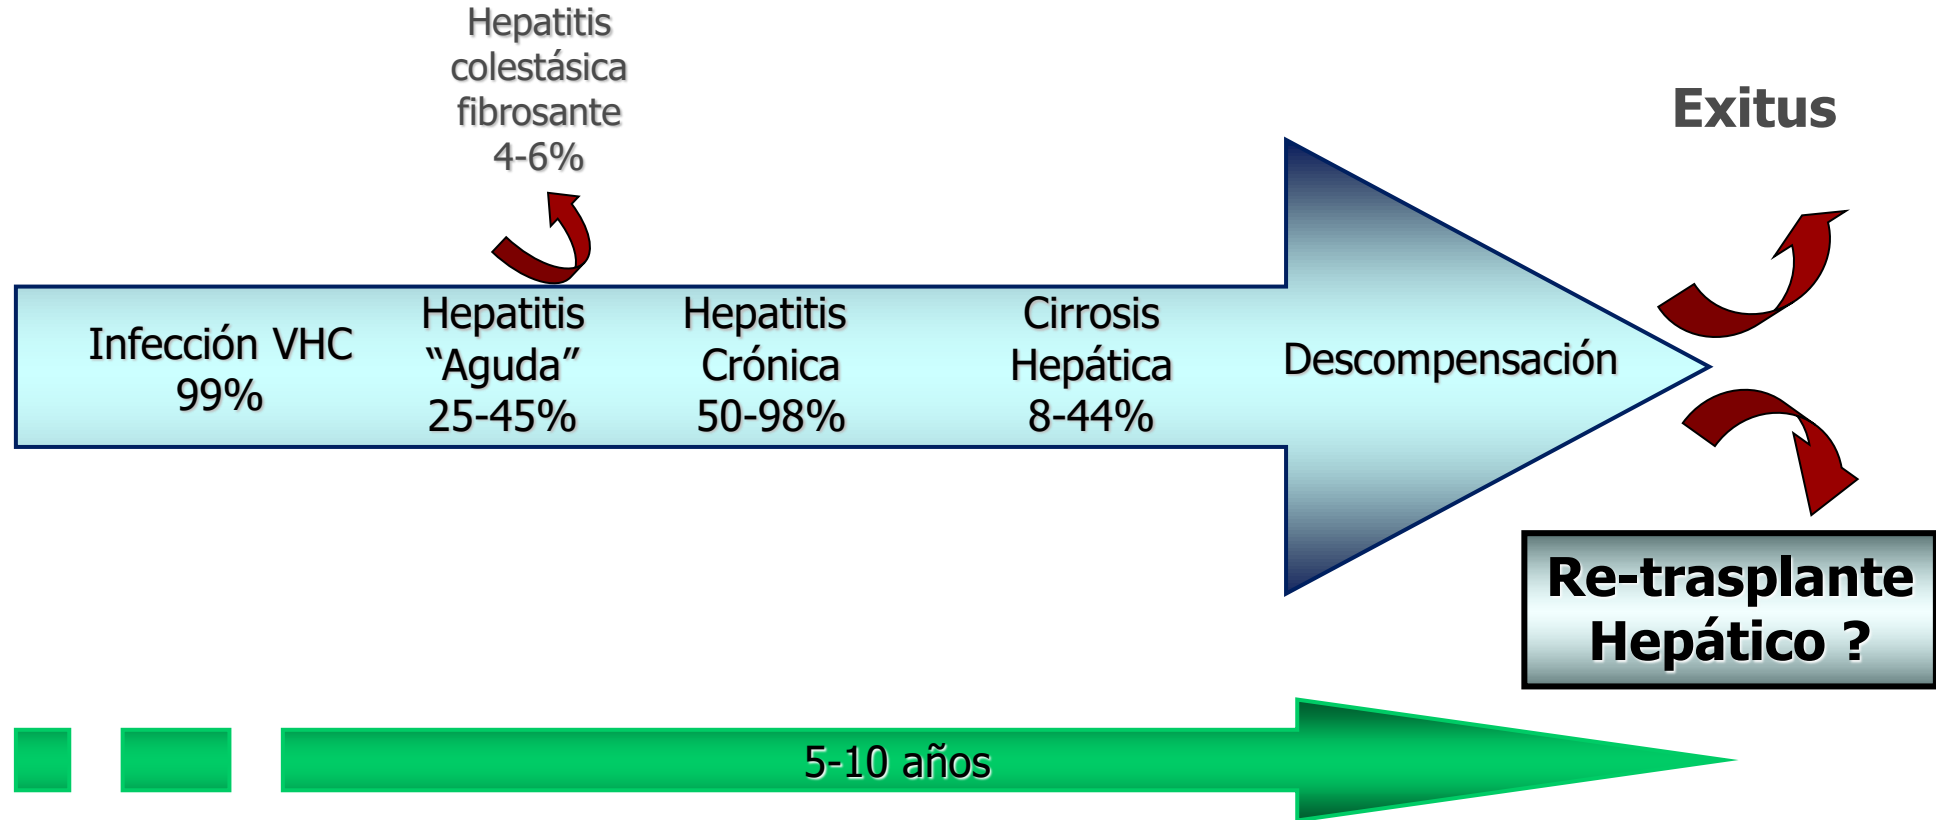 Hepatitis
colestásica
fibrosante
4-6%
Exitus
Infección VHC
99%
Hepatitis
“Aguda”
25-45%
Hepatitis
Crónica
50-98%
Cirrosis
Hepática
8-44%
Descompensación
Re-trasplante
Hepático ?
5-10 años